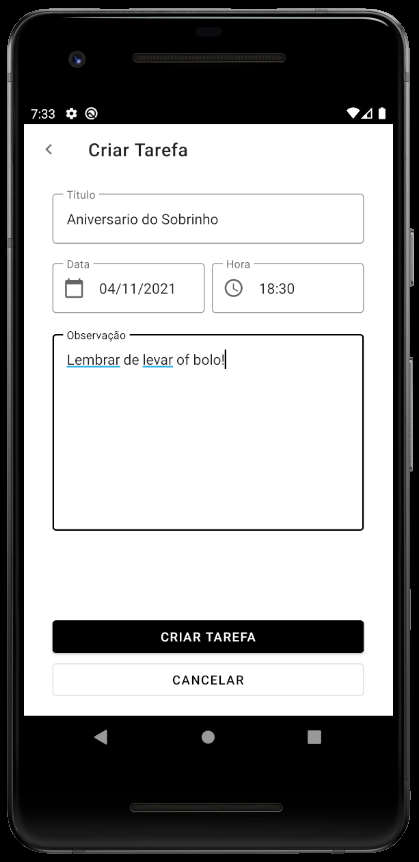 7:33
Criar Tarefa
Título
Aniversario do Sobrinho
Data
Hora
04/11/2021
18:30
Observação
Lembrar de levar of bolo!
CRIAR TAREFA
CANCELAR